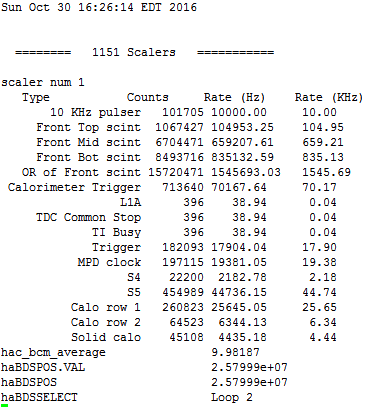 Sun Oct 30 16:26:14 EDT 2016
======== 1151 Scalers ===========
scaler num 1
Type Counts Rate (Hz) Rate (KHz)
10 KHz pulser 101705 10000.00 10.00
Front Top scint 1067427 104953.25 104.95
Front Mid scint 6704471 659207.61 659.21
Front Bot scint 8493716 835132.59 835.13
OR of Front scint 15720471 1545693.03 1545.69
Calorimeter Trigger 713640 70167.64 70.17
L1A 396 38.94 0.04
TDC Common Stop 396 38.94 0.04
TI Busy 396 38.94 0.04
Trigger 182093 17904.04 17.90
MPD clock 197115 19381.05 19.38
S4 22200 2182.78 2.18
S5 454989 44736.15 44.74
Calo row 1 260823 25645.05 25.65
Calo row 2 64523 6344.13 6.34
Solid calo 45108 4435.18 4.44
hac_bcm_average 9.98187
haBDSPOS.VAL 2.57999e+07
haBDSPOS 2.57999e+07
haBDSSELECT Loop 2